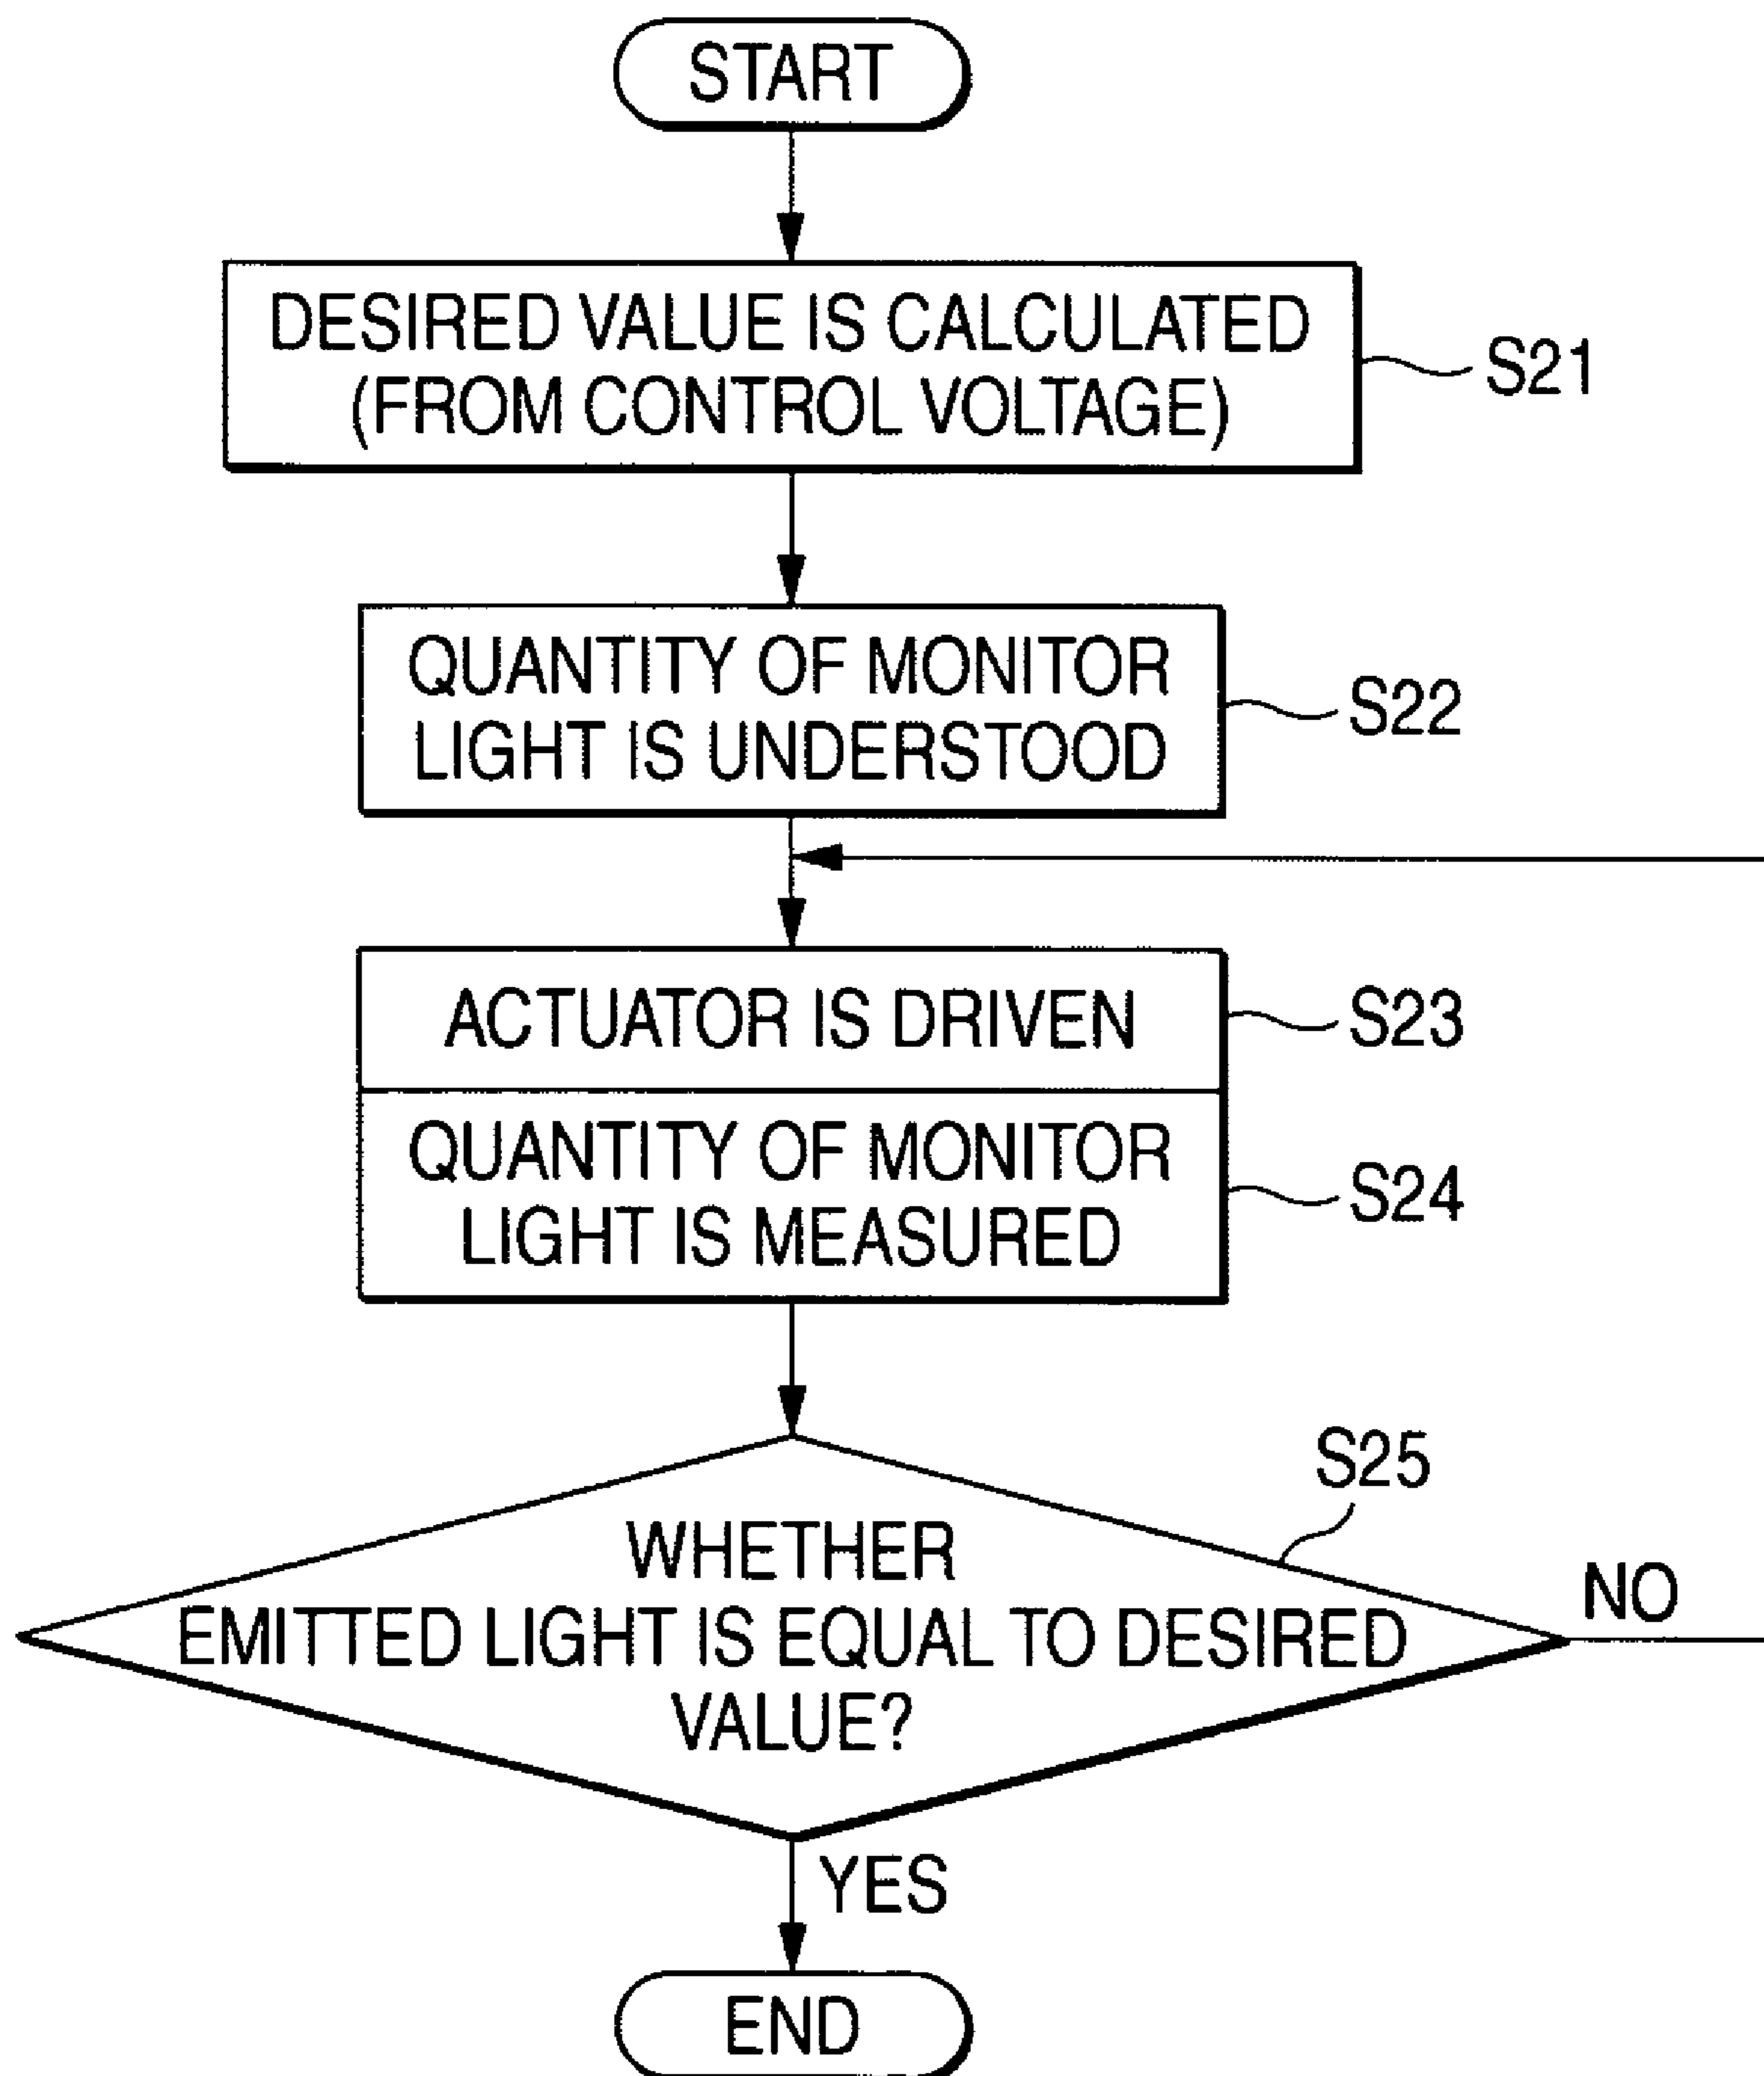 START
DESIRED VALUE IS CALCULATED
(FROM CONTROL VOLTAGE)
S21
QUANTITY OF MONITOR
LIGHT IS UNDERSTOOD
S22
ACTUATOR IS DRIVEN
S23
QUANTITY OF MONITOR
LIGHT IS MEASURED
S24
S25
WHETHER
EMITTED LIGHT IS EQUAL TO DESIRED
VALUE?
NO
YES
END